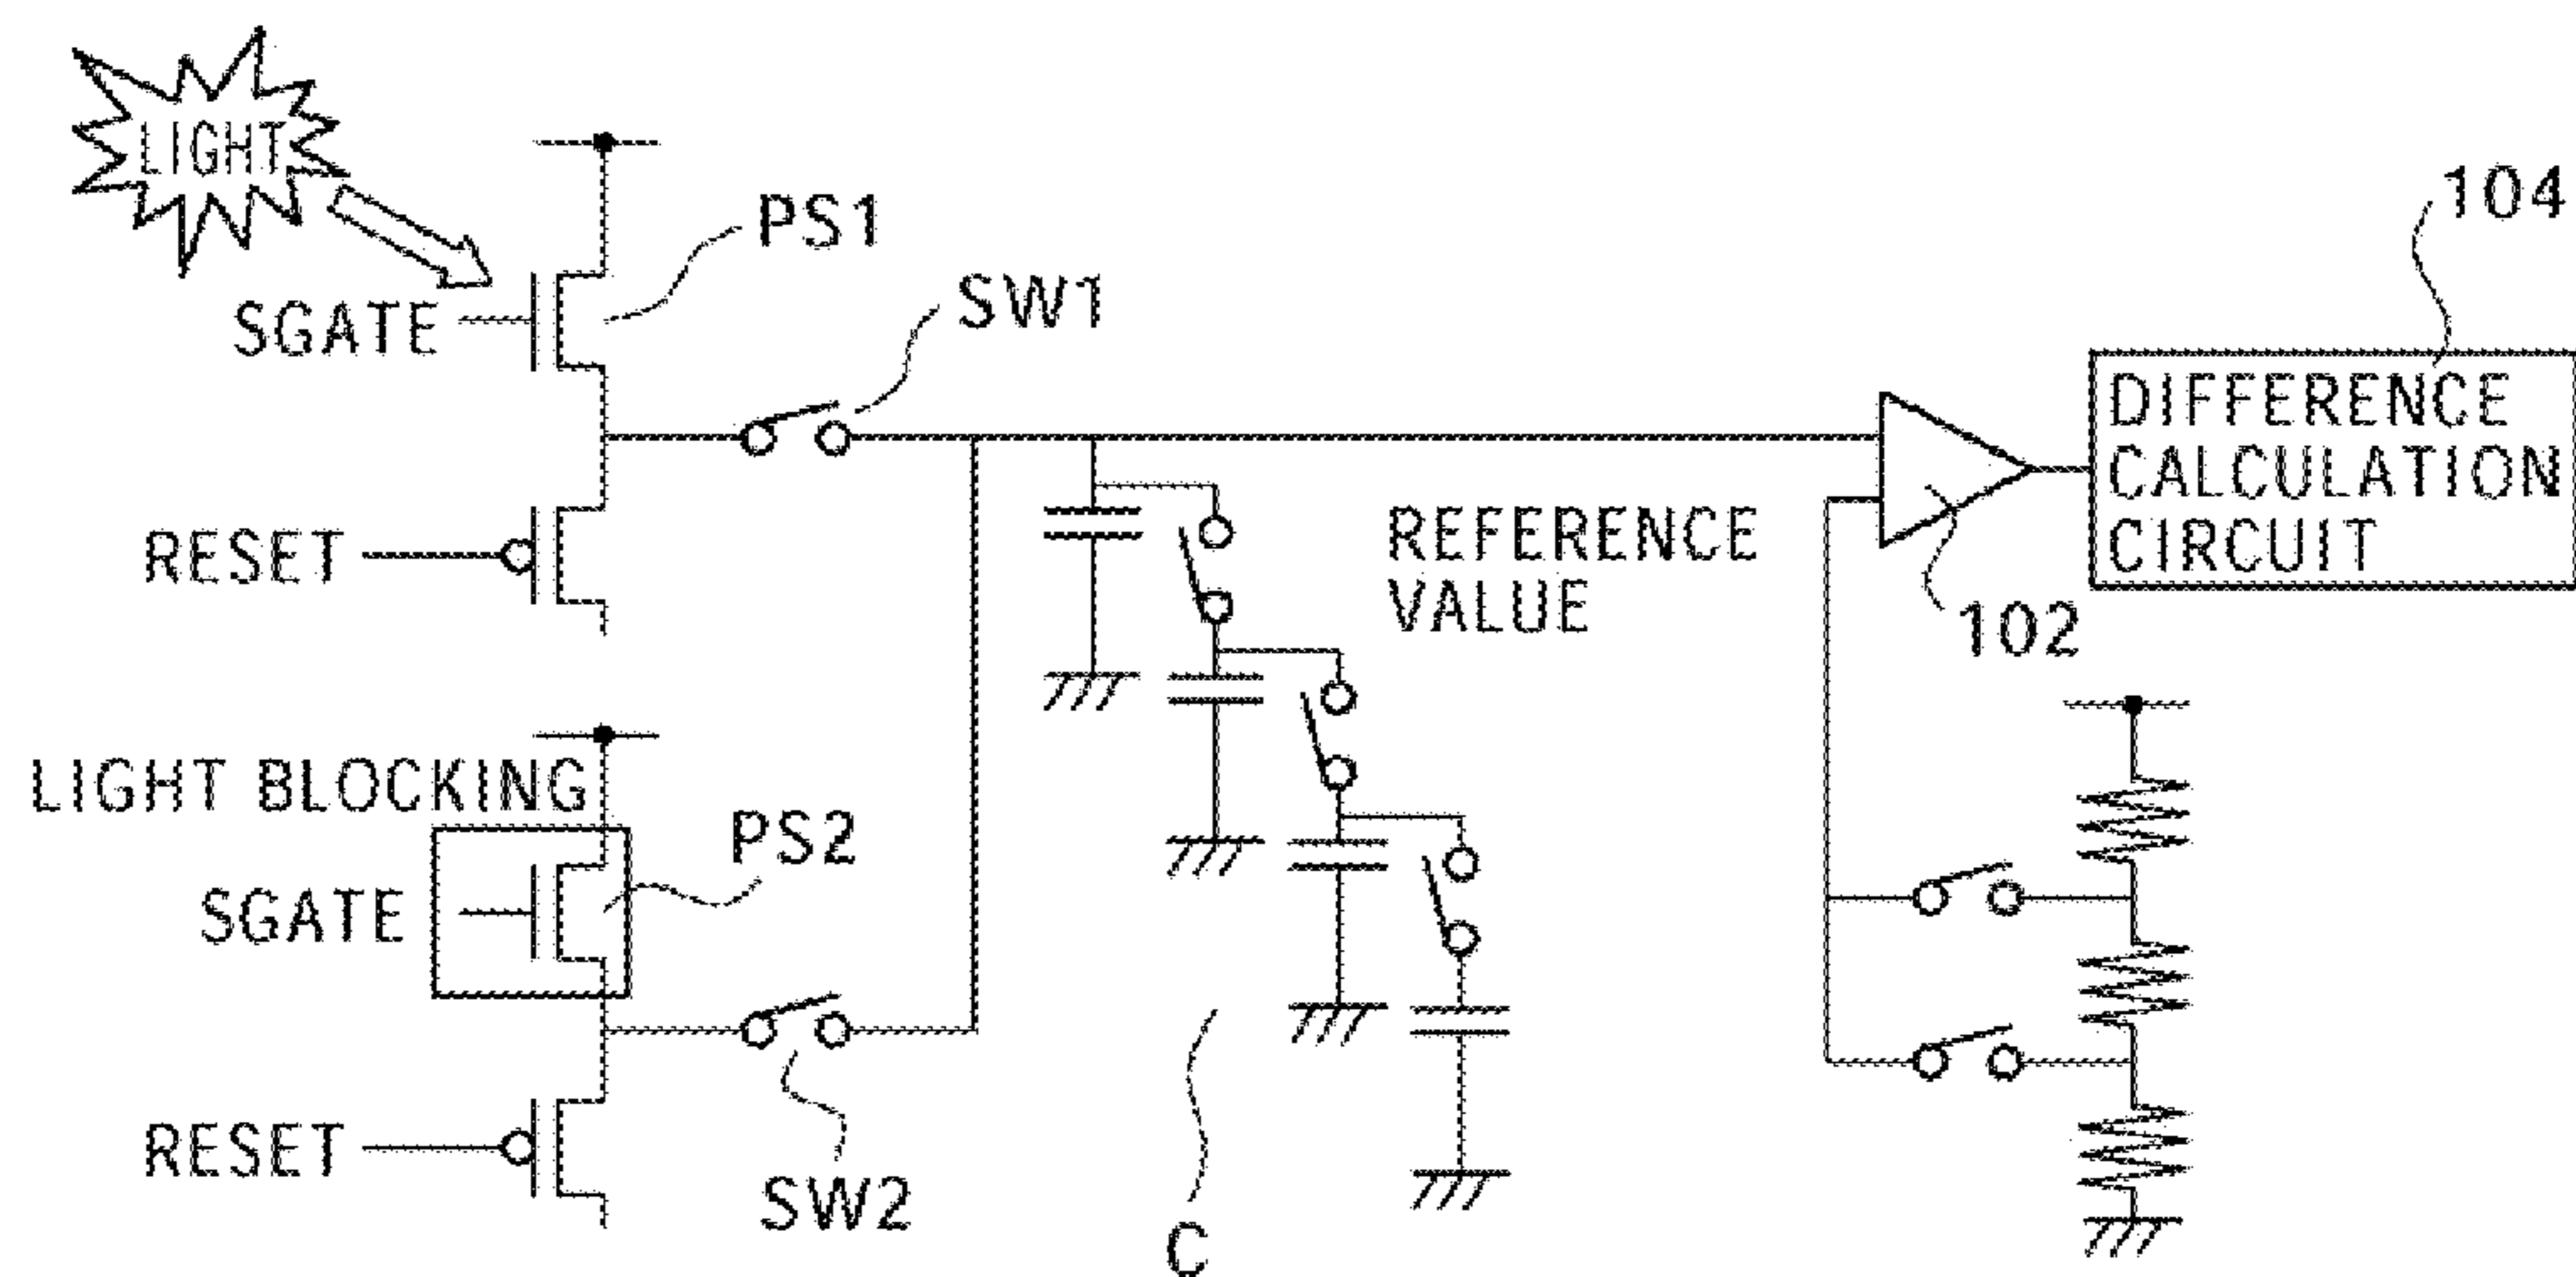 LIGHT
PS1
104
SGATE
SW1
DIFFERENCE
CALCULATION
CIRCUIT
RESET
REFERENCE
VALUE
102
LIGHT BLOCKING
PS2
SGATE
RESET
SW2
C